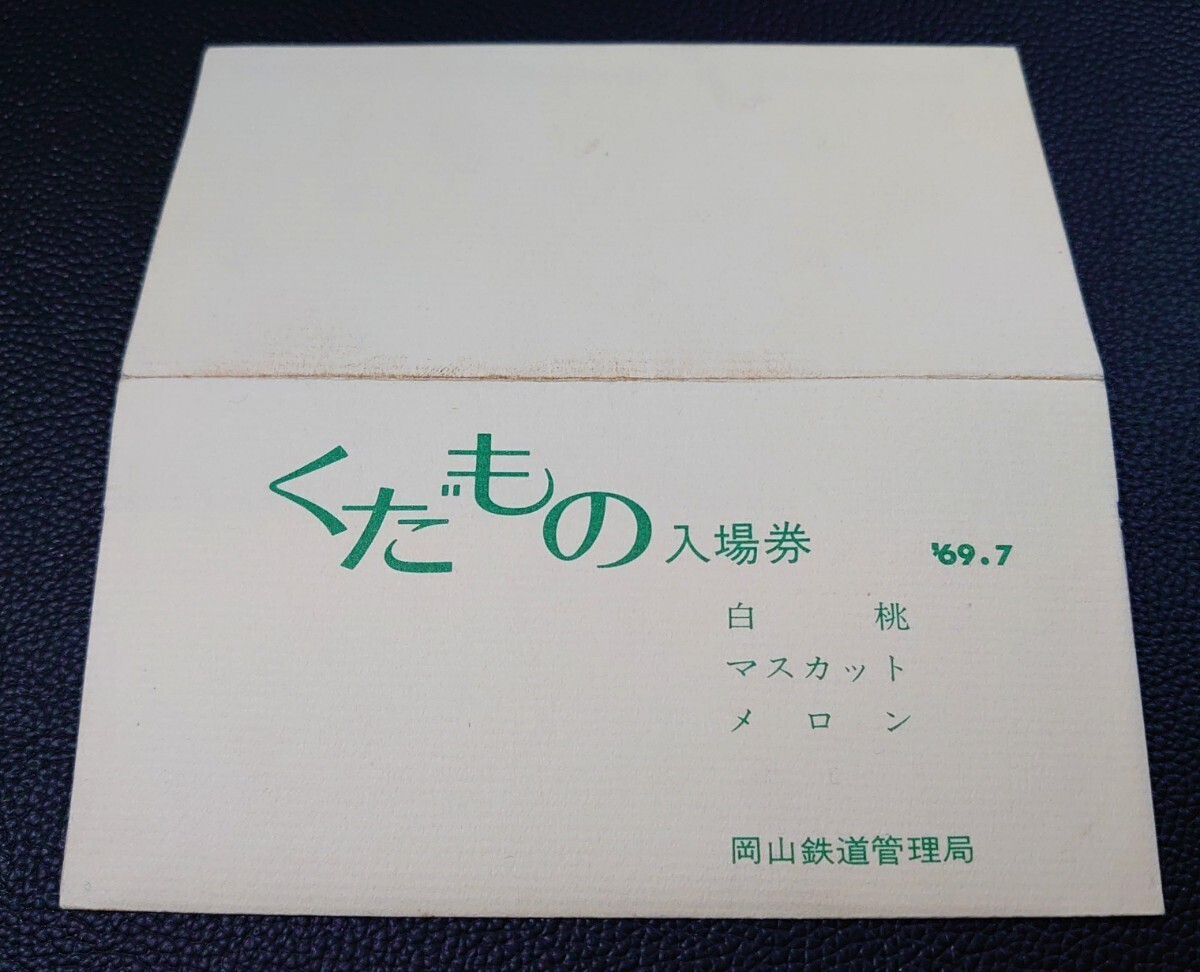 くだもの入場券 '69.7
白桃
マスカット
メロン
岡山鉄道管理局